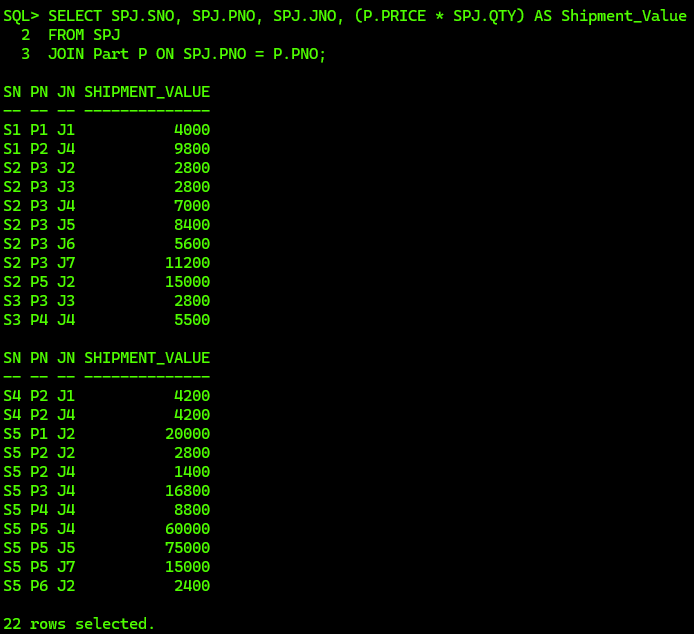 SQL> SELECT SPJ.SNO, SPJ.PNO, SPJ.JNO, (P.PRICE * SPJ.QTY) AS Shipment_Value
  2  FROM SPJ
  3  JOIN Part P ON SPJ.PNO = P.PNO;

SN PN JN SHIPMENT_VALUE
-- -- -- --------------
S1 P1 J1           4000
S1 P2 J4           9800
S2 P3 J2           2800
S2 P3 J3           2800
S2 P3 J4           7000
S2 P3 J5           8400
S2 P3 J6           5600
S2 P3 J7          11200
S2 P5 J2          15000
S3 P3 J3           2800
S3 P4 J4           5500

SN PN JN SHIPMENT_VALUE
-- -- -- --------------
S4 P2 J1           4200
S4 P2 J4           4200
S5 P1 J2          20000
S5 P2 J2           2800
S5 P2 J4           1400
S5 P3 J4          16800
S5 P4 J4           8800
S5 P5 J4          60000
S5 P5 J5          75000
S5 P5 J7          15000
S5 P6 J2           2400

22 rows selected.